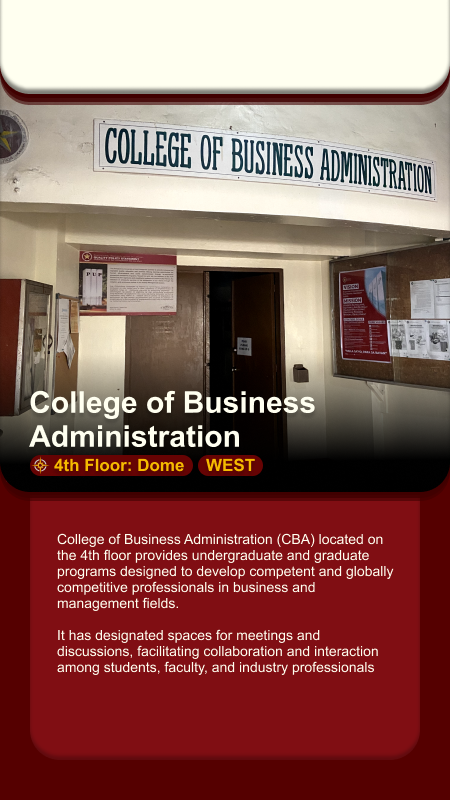 COLLEGE OF BUSINESS ADMINISTRATION
PUP
VISION
MISSION
College of Business
Administration
4th Floor: Dome WEST
College of Business Administration (CBA) located on
the 4th floor provides undergraduate and graduate
programs designed to develop competent and globally
competitive professionals in business and
management fields.
It has designated spaces for meetings and
discussions, facilitating collaboration and interaction
among students, faculty, and industry professionals